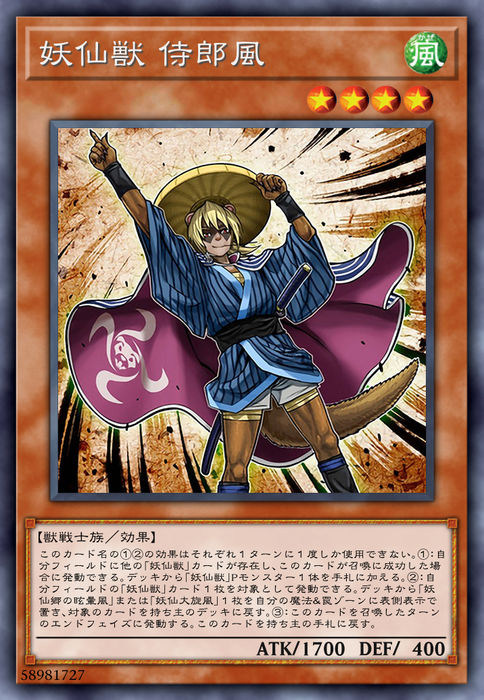 妖仙獣 侍郎風
かぜ
風
【獣戦士族／効果】
このカード名の①②の効果はそれぞれ１ターンに１度しか使用できない。①：自
分フィールドに他の「妖仙獣」カードが存在し、このカードが召喚に成功した場
合に発動できる。デッキから「妖仙獣」Pモンスター１体を手札に加える。②：自
分フィールドの「妖仙獣」カード１枚を対象として発動できる。デッキから「妖
仙郷の眩暈風」または「妖仙大旋風」１枚を自分の魔法&罠ゾーンに表側表示で
置き、対象のカードを持ち主のデッキに戻す。③：このカードを召喚したターン
のエンドフェイズに発動する。このカードを持ち主の手札に戻す。
ATK/1700 DEF/ 400
58981727